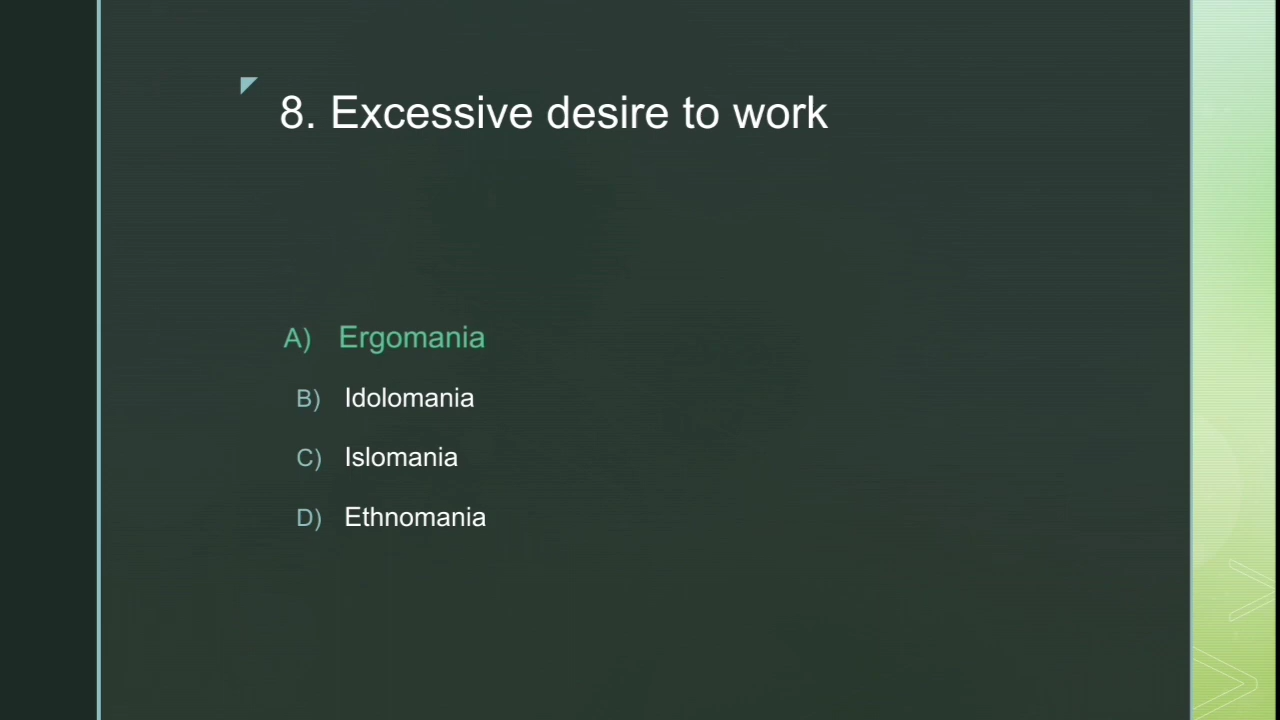 8. Excessive desire to work
A) Ergomania
B) Idolomania
C) Islomania
D) Ethnomania